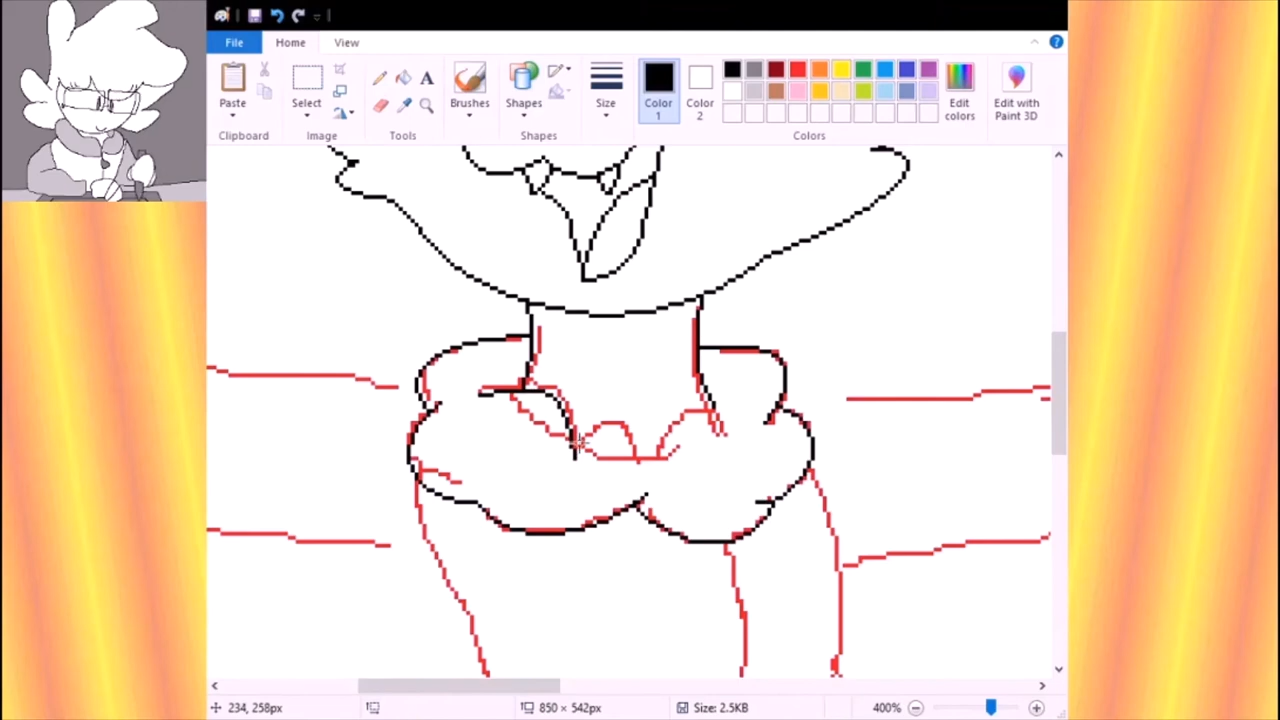 File Home View
Paste
Select
A
Brushes
Shapes
Size
Color 1
Color 2
Edit colors
Edit with Paint 3D
Clipboard Image Tools Shapes Colors
234, 258px 850 × 542px Size: 2.5KB 400%